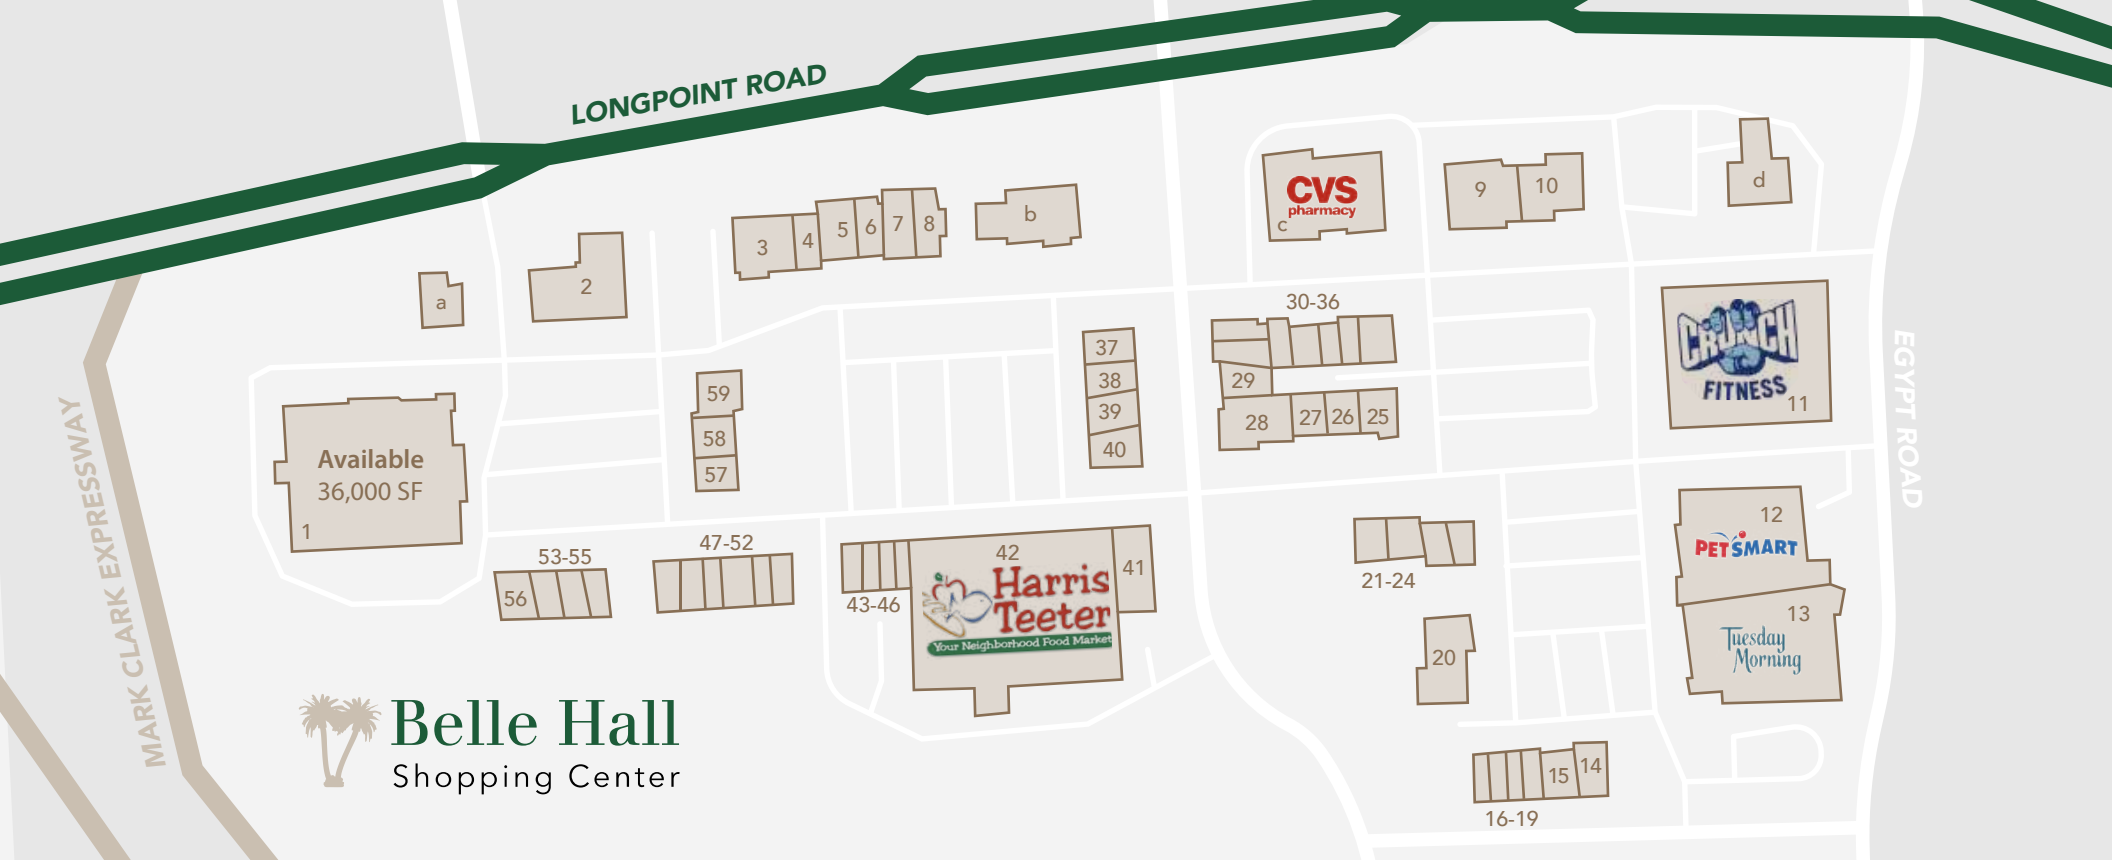 LONGPOINT ROAD
MARK CLARK EXPRESSWAY
EGYPT ROAD
a
2
3
4
5
6
7
8
b
CVS
pharmacy
c
9
10
d
30-36
37
38
39
40
29
28
27
26
25
CRUNCH
FITNESS
11
59
58
57
Available
36,000 SF
1
53-55
56
47-52
43-46
42
Harris
Teeter
Your Neighborhood Food Market
41
21-24
20
12
PETSMART
13
Tuesday
Morning
15
14
16-19
Belle Hall
Shopping Center